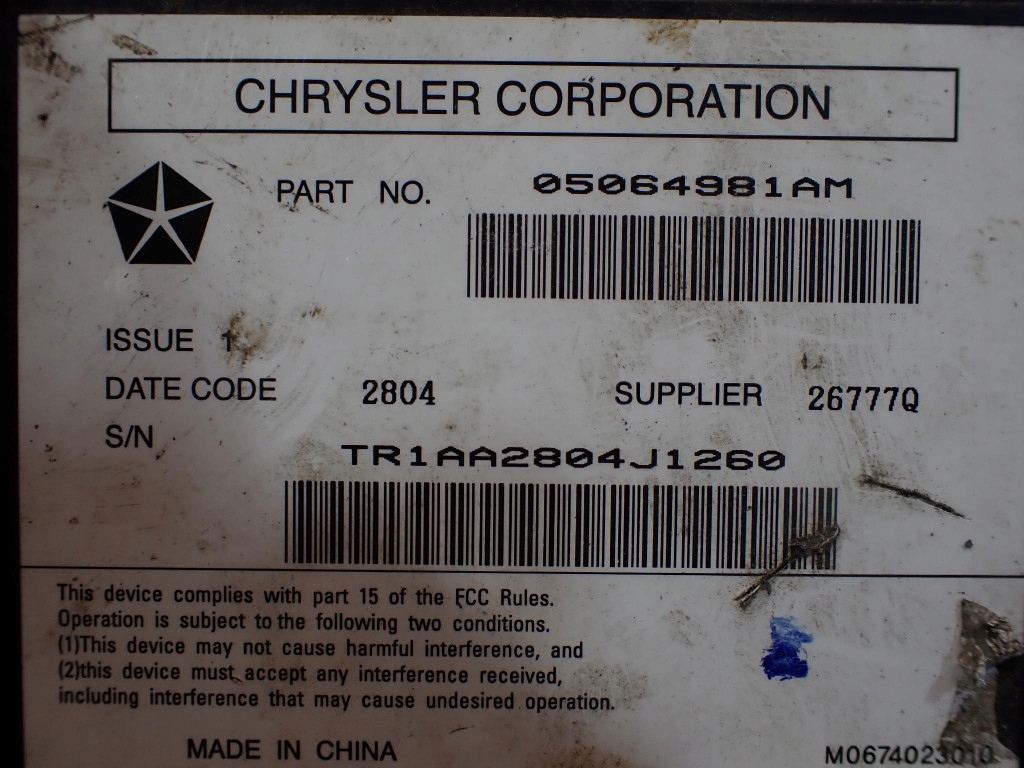 CHRYSLER CORPORATION
PART NO. 05064981AM
ISSUE 1
DATE CODE 2804 SUPPLIER 26777Q
S/N
TR1AA2804J1260
This device complies with part 15 of the FCC Rules.
Operation is subject to the following two conditions.
(1)This device may not cause harmful interference, and
(2)this device must accept any interference received,
including interference that may cause undesired operation.
MADE IN CHINA M0674023010